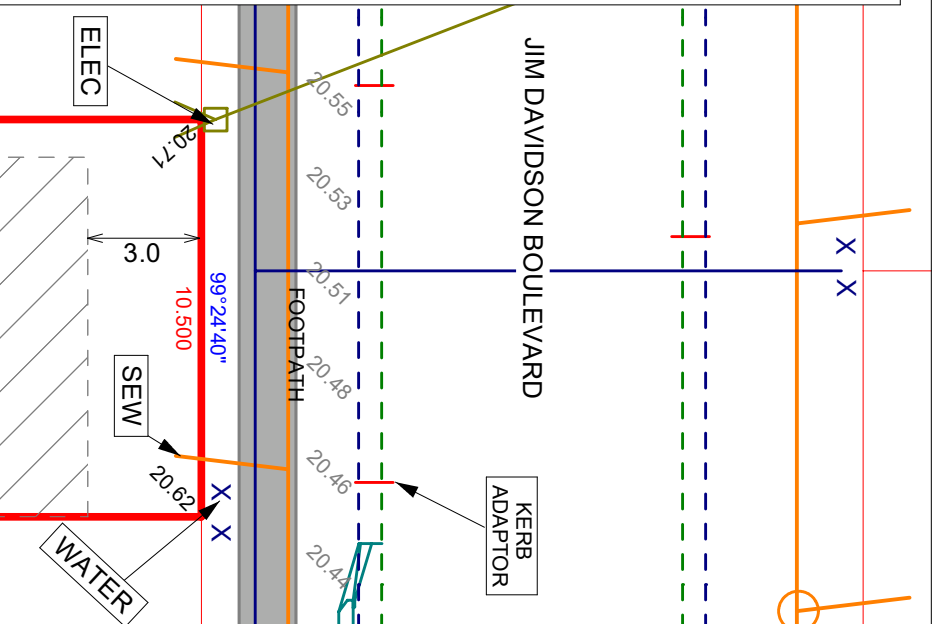 ELEC
20.71
3.0
10.500
99°24'40"
SEW
20.62
WATER
FOOTPATH
20.55
20.53
20.51
20.48
20.46
20.44
JIM DAVIDSON BOULEVARD
KERB
ADAPTOR
X
X
X
X